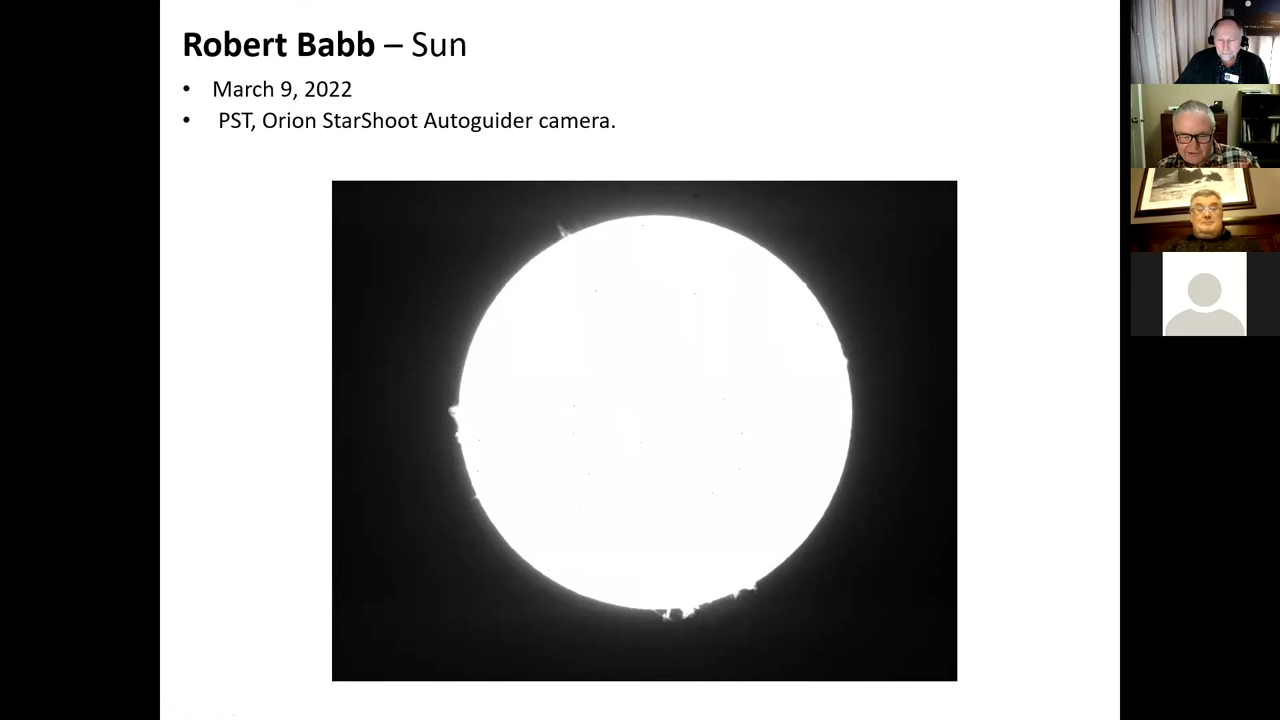 Robert Babb – Sun
• March 9, 2022
• PST, Orion StarShoot Autoguider camera.